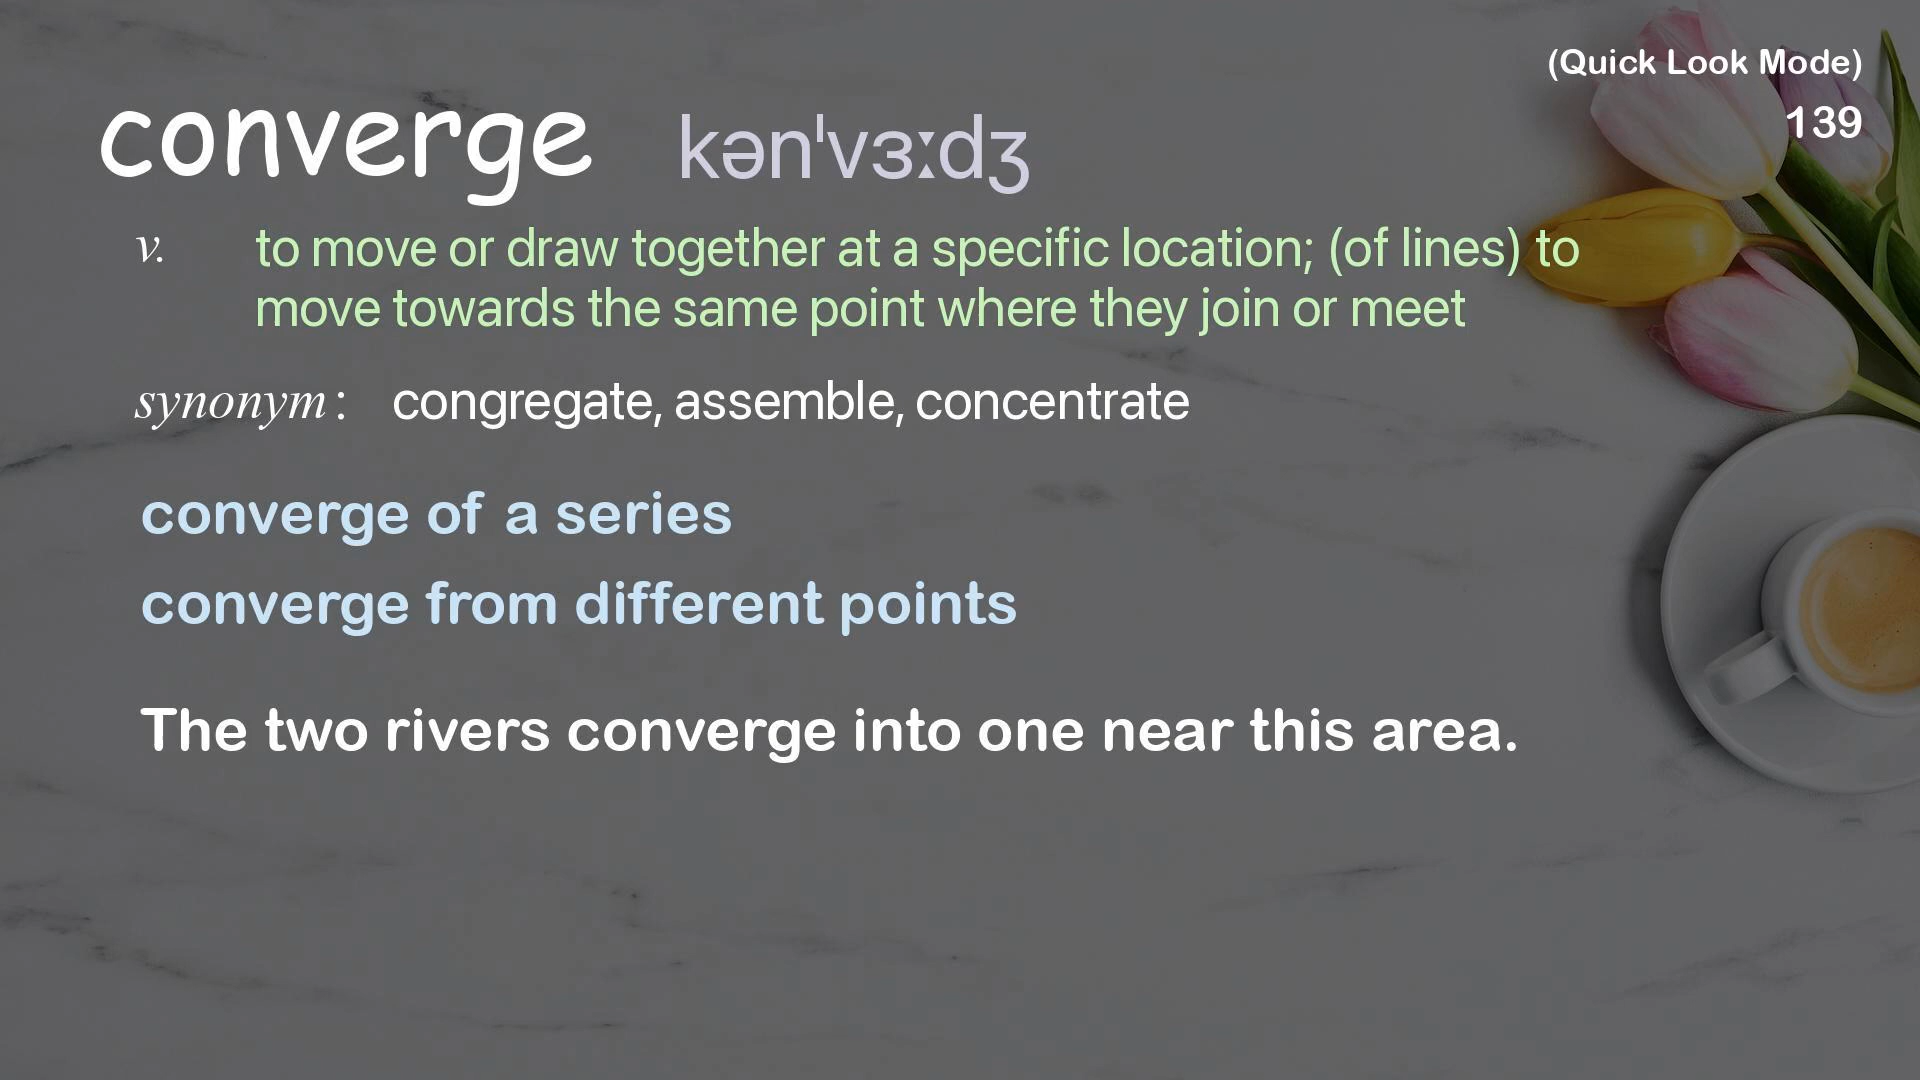 (Quick Look Mode)
139
converge kənˈvɜːdʒ
v. to move or draw together at a specific location; (of lines) to
move towards the same point where they join or meet
synonym : congregate, assemble, concentrate
converge of a series
converge from different points
The two rivers converge into one near this area.